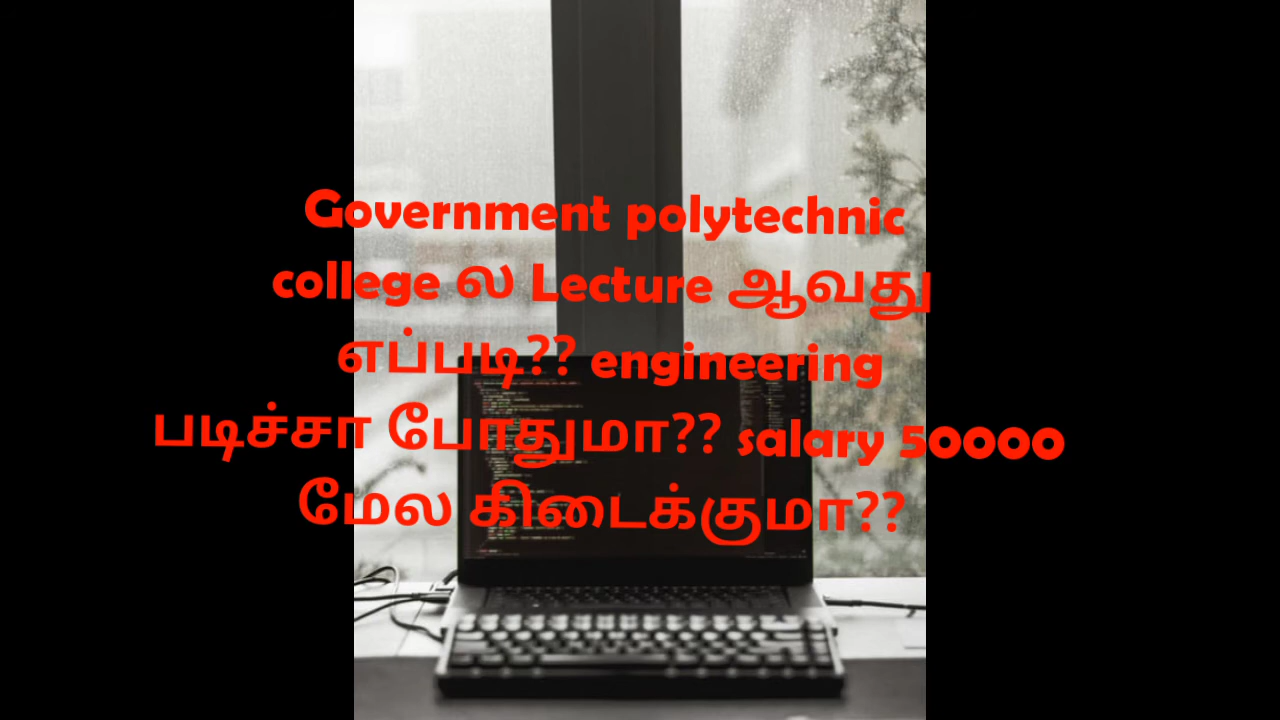 Government polytechnic
college ல Lecture ஆவது
எப்படி?? engineering
படிச்சா போதுமா?? salary 50000
மேல கிடைக்குமா??